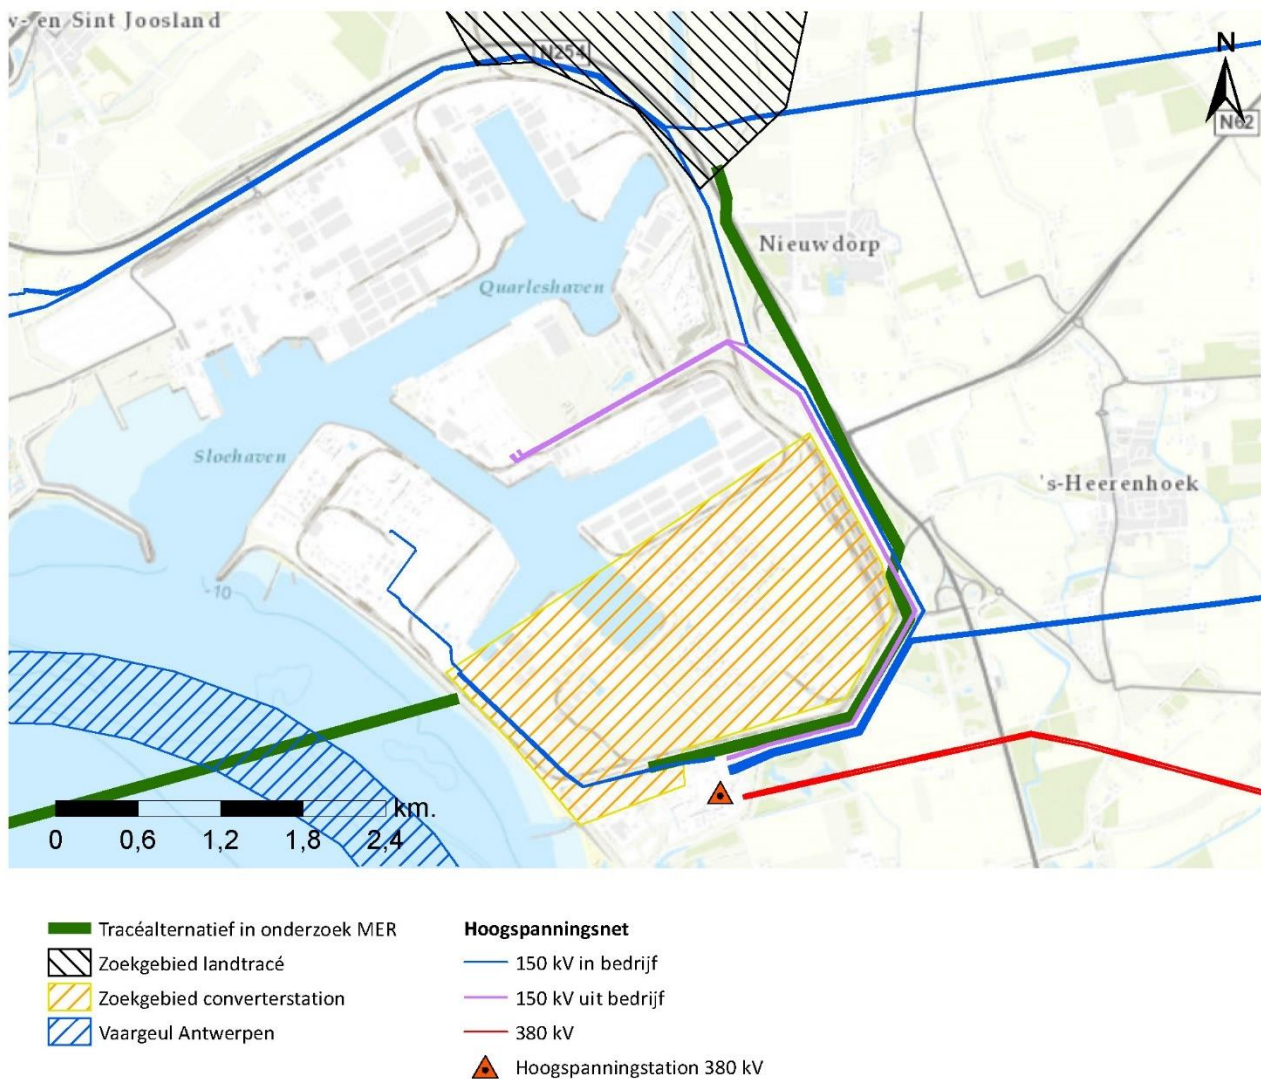 w- en Sint Joosland
N254
N
N62
Nieuwdorp
Quarleshaven
Sloehaven
's-Heerenhoek
-10
km.
0 0,6 1,2 1,8 2,4
Tracéalternatief in onderzoek MER
Zoekgebied landtracé
Zoekgebied converterstation
Vaargeul Antwerpen
Hoogspanningsnet
150 kV in bedrijf
150 kV uit bedrijf
380 kV
Hoogspanningstation 380 kV